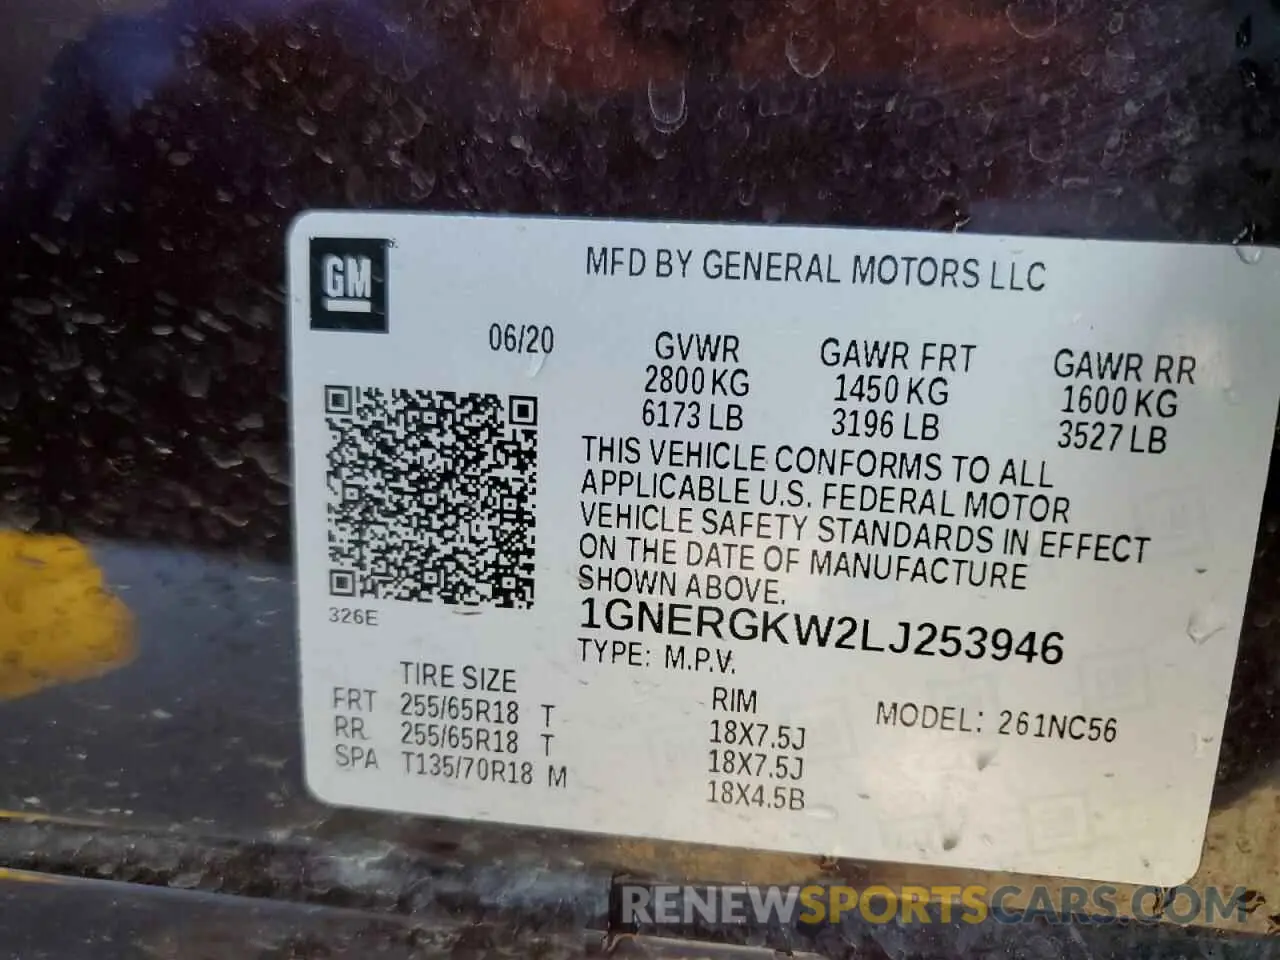 GM
MFD BY GENERAL MOTORS LLC
06/20
GVWR GAWR FRT GAWR RR
2800 KG 1450 KG 1600 KG
6173 LB 3196 LB 3527 LB
THIS VEHICLE CONFORMS TO ALL
APPLICABLE U.S. FEDERAL MOTOR
VEHICLE SAFETY STANDARDS IN EFFECT
ON THE DATE OF MANUFACTURE
SHOWN ABOVE.
326E
1GNERGKW2LJ253946
TYPE: M.P.V.
MODEL: 261NC56
TIRE SIZE RIM
FRT 255/65R18 T 18X7.5J
RR 255/65R18 T 18X7.5J
SPA T135/70R18 M 18X4.5B
RENEWSPORTSCARS.COM